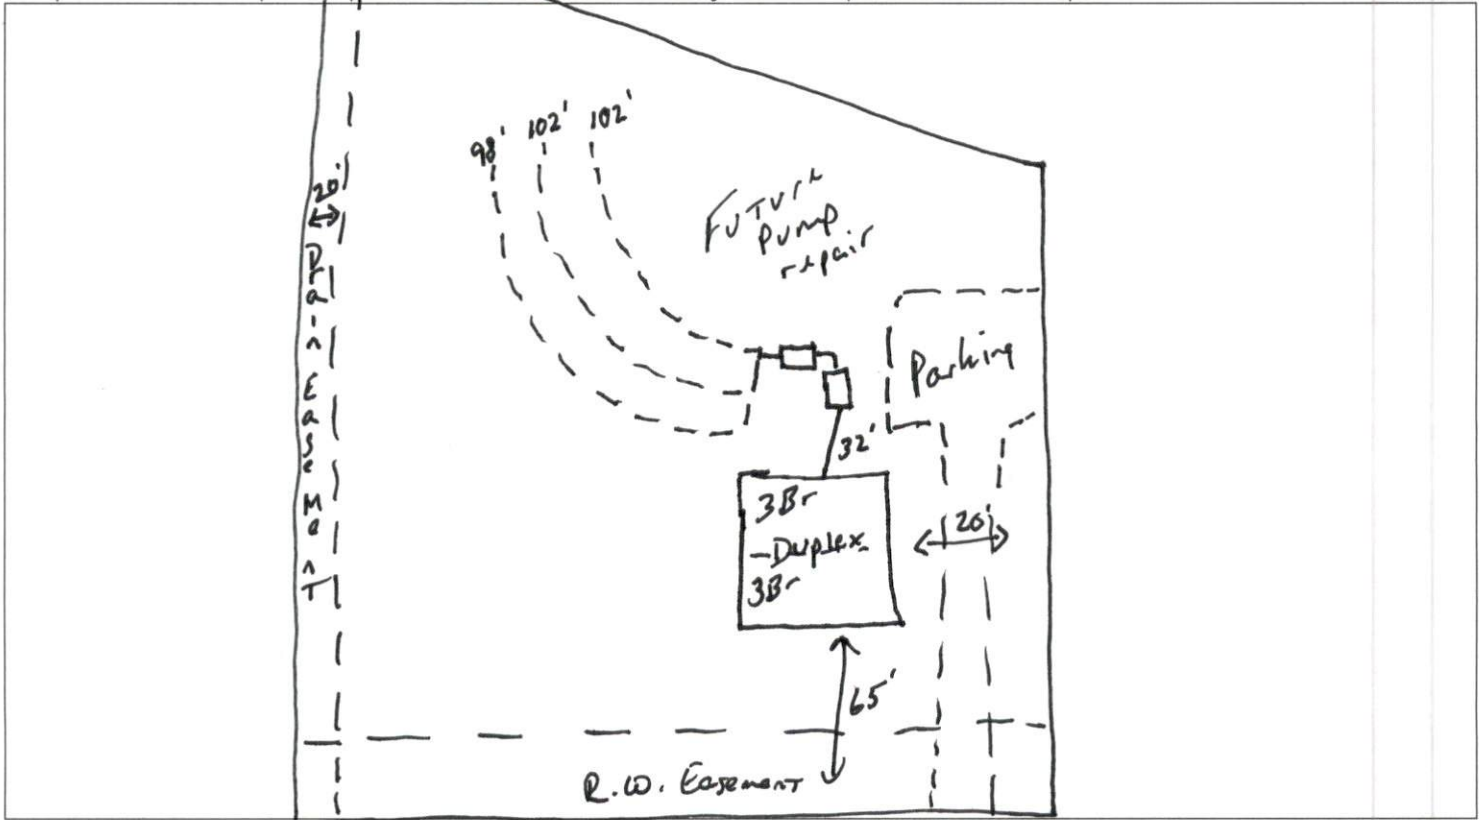 98'
102'
102'
20'
Drain Easement
Future
Pump
repair
Parking
32'
3Br
-Duplex
3Br
20'
65'
R.W. Easement